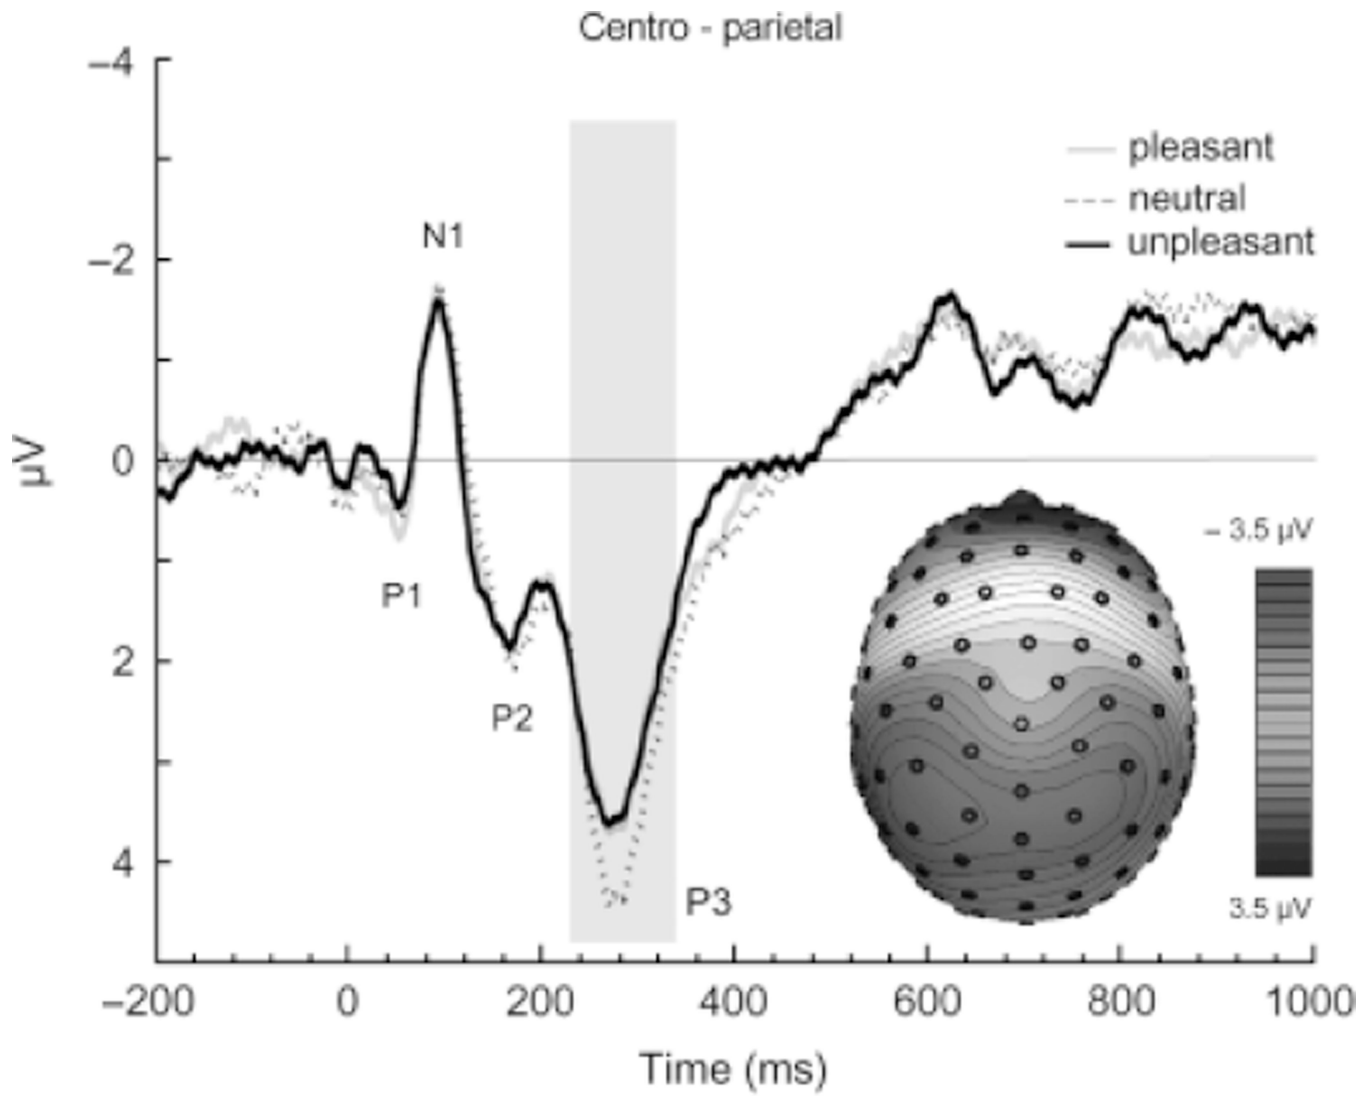 Centro - parietal
–4
pleasant
neutral
unpleasant
N1
–2
µV
0
P1
– 3.5 µV
2
P2
4
P3
3.5 µV
–200 0 200 400 600 800 1000
Time (ms)